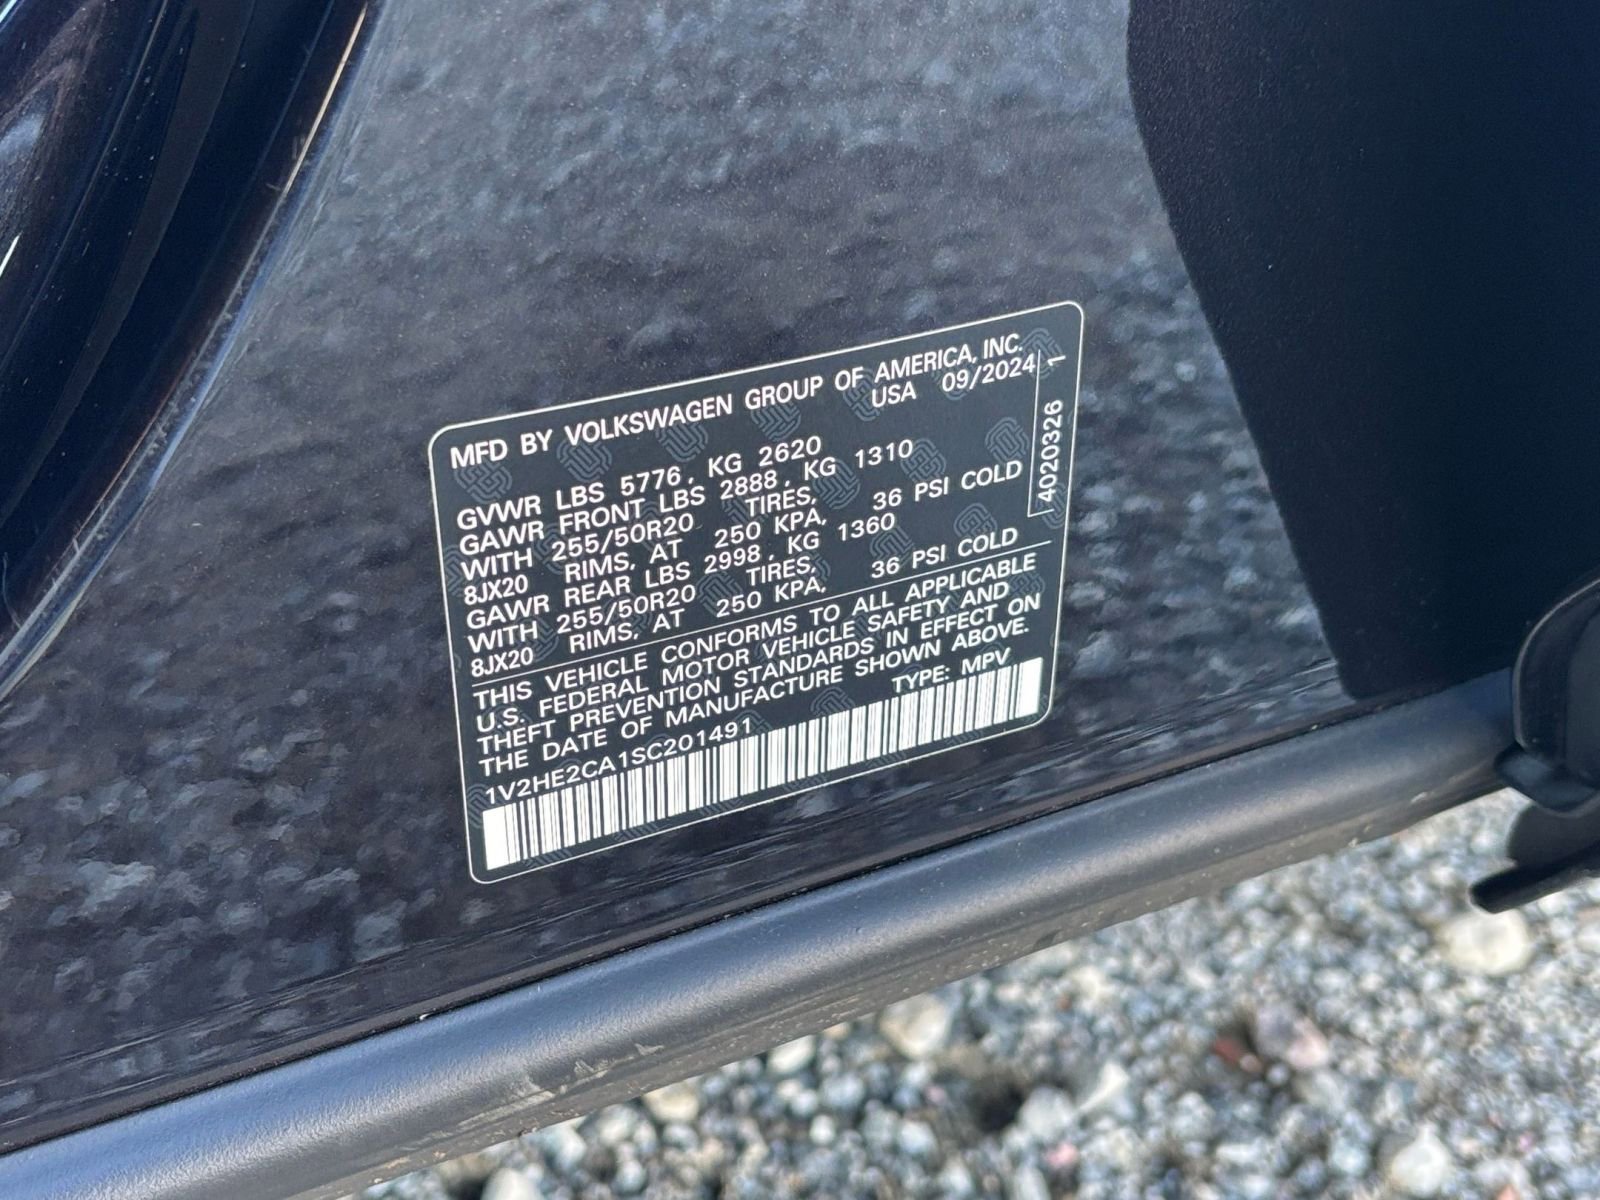 MFD BY VOLKSWAGEN GROUP OF AMERICA, INC.
USA 09/2024
GVWR LBS 5776, KG 2620
GAWR FRONT LBS 2888, KG 1310
WITH 255/50R20 TIRES,
8JX20 RIMS, AT 250 KPA, 36 PSI COLD
GAWR REAR LBS 2998, KG 1360
WITH 255/50R20 TIRES,
8JX20 RIMS, AT 250 KPA, 36 PSI COLD
THIS VEHICLE CONFORMS TO ALL APPLICABLE
U.S. FEDERAL MOTOR VEHICLE SAFETY AND
THEFT PREVENTION STANDARDS IN EFFECT ON
THE DATE OF MANUFACTURE SHOWN ABOVE.
TYPE: MPV
1V2HE2CA1SC201491
4020326 1